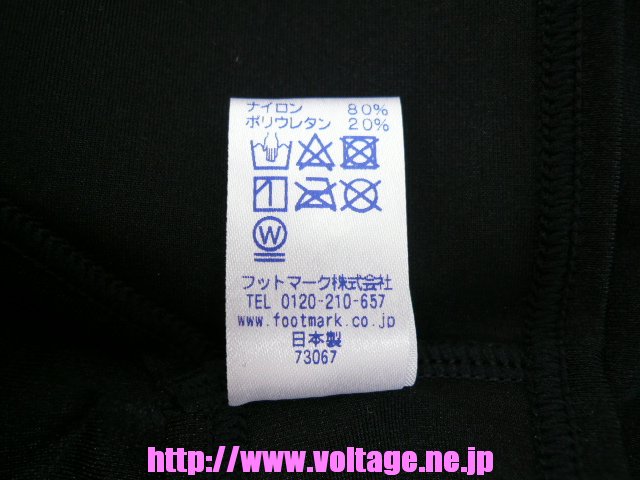 ナイロン 80%
ポリウレタン 20%
W
フットマーク株式会社
TEL 0120-210-657
www.footmark.co.jp
日本製
73067
http://www.voltage.ne.jp